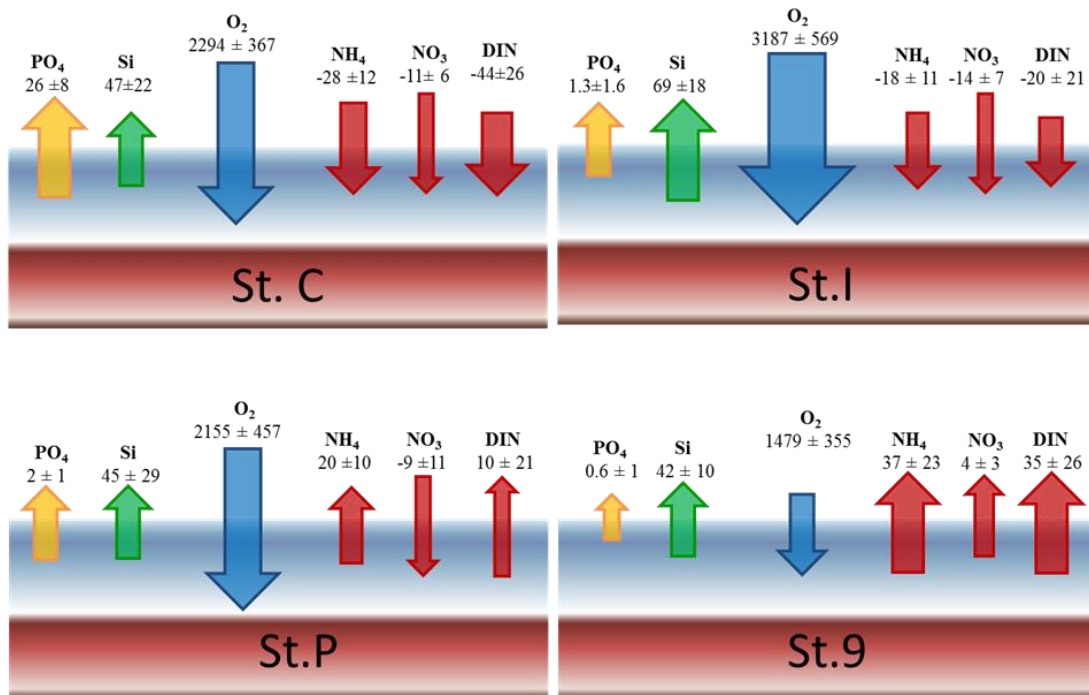 O₂
2294 ± 367
PO₄
26 ±8
Si
47±22
NH₄
-28 ±12
NO₃
-11± 6
DIN
-44±26
St. C
O₂
3187 ± 569
PO₄
1.3±1.6
Si
69 ±18
NH₄
-18 ± 11
NO₃
-14 ± 7
DIN
-20 ± 21
St.I
O₂
2155 ± 457
PO₄
2 ± 1
Si
45 ± 29
NH₄
20 ±10
NO₃
-9 ±11
DIN
10 ± 21
St.P
O₂
1479 ± 355
PO₄
0.6 ± 1
Si
42 ± 10
NH₄
37 ± 23
NO₃
4 ± 3
DIN
35 ± 26
St.9